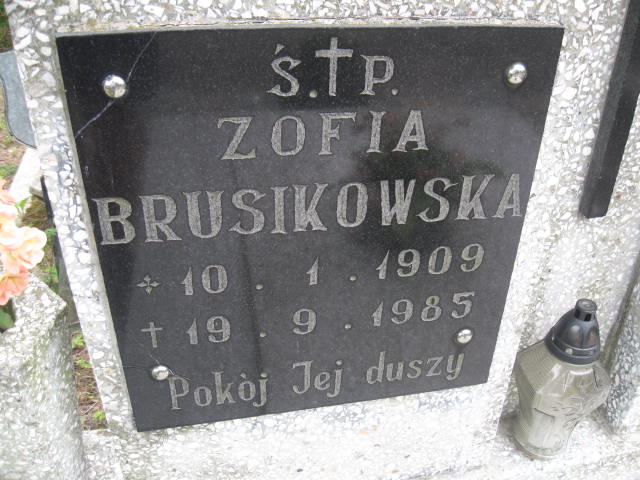 Ś.†P.
ZOFIA
BRUSIKOWSKA
10. 1. 1909
† 19. 9. 1985
Pokój Jej duszy